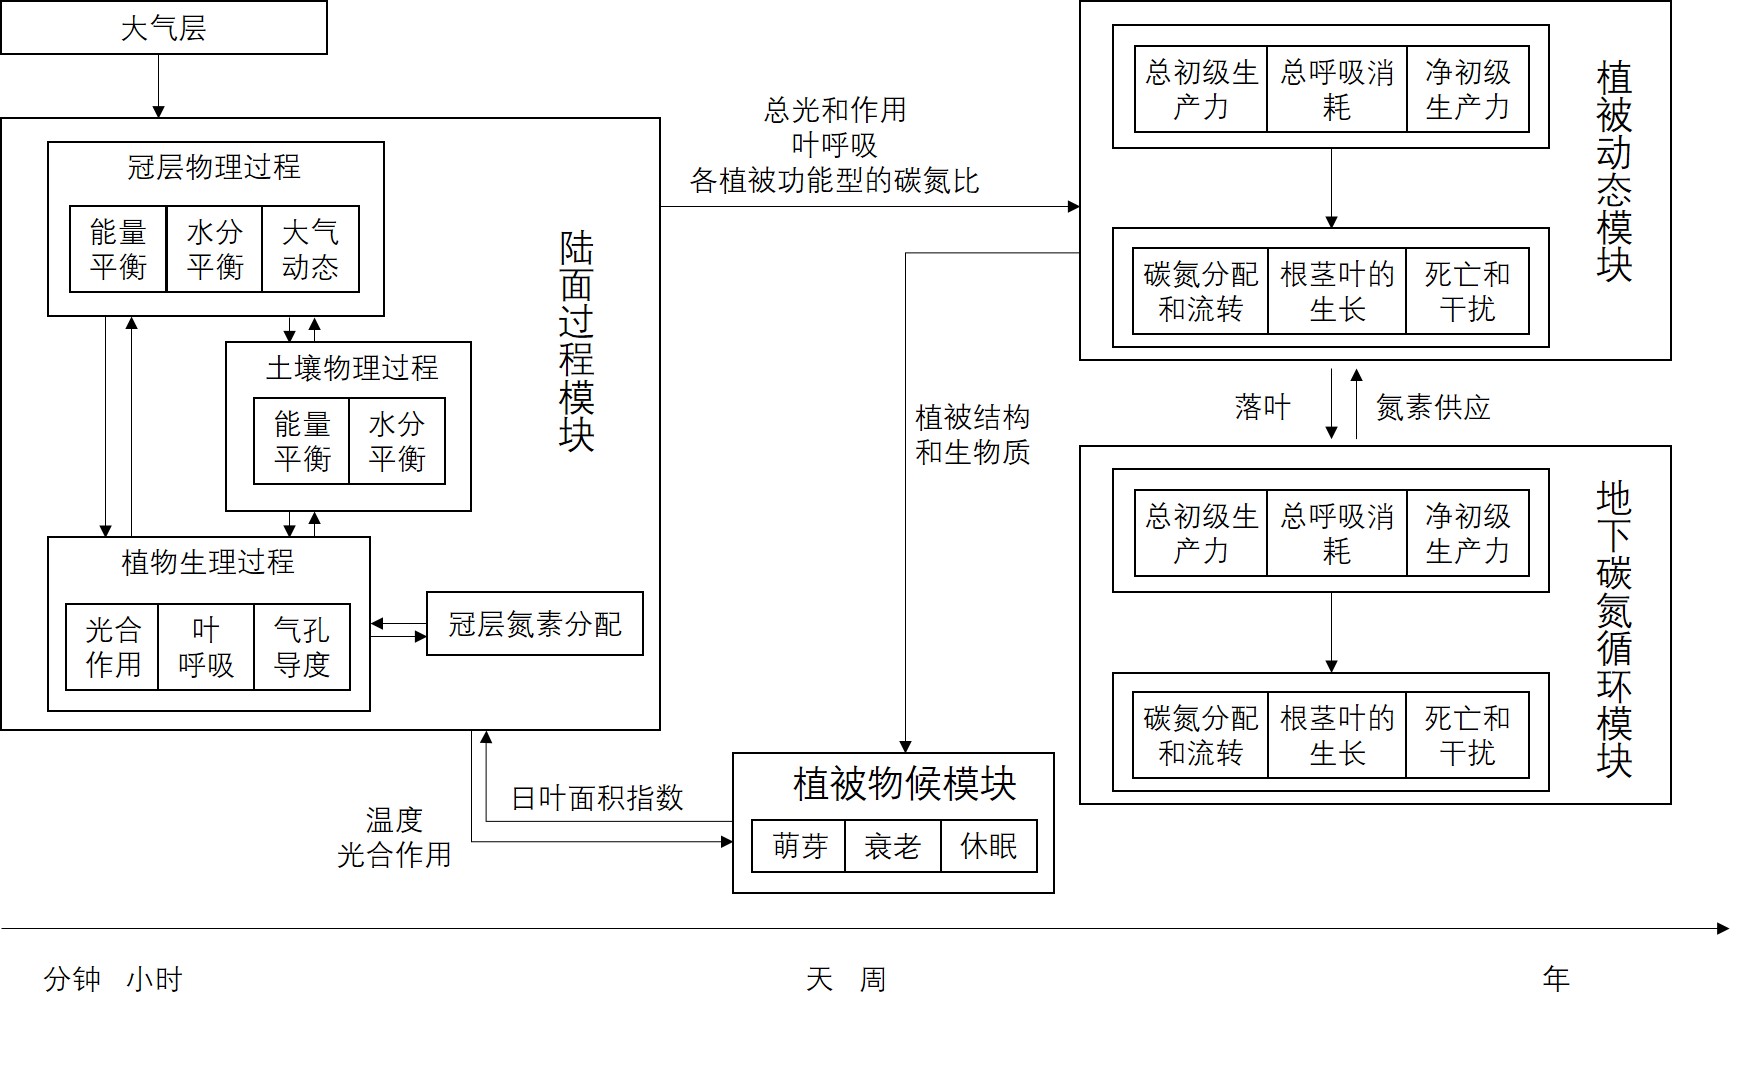 大气层
冠层物理过程
能量
平衡
水分
平衡
大气
动态
土壤物理过程
能量
平衡
水分
平衡
植物生理过程
光合
作用
叶
呼吸
气孔
导度
冠层氮素分配
陆面过程模块
总光和作用
叶呼吸
各植被功能型的碳氮比
总初级生
产力
总呼吸消
耗
净初级
生产力
碳氮分配
和流转
根茎叶的
生长
死亡和
干扰
植被动态模块
植被结构
和生物质
落叶
氮素供应
总初级生
产力
总呼吸消
耗
净初级
生产力
碳氮分配
和流转
根茎叶的
生长
死亡和
干扰
地下碳氮循环模块
温度
光合作用
日叶面积指数
植被物候模块
萌芽
衰老
休眠
分钟 小时
天 周
年